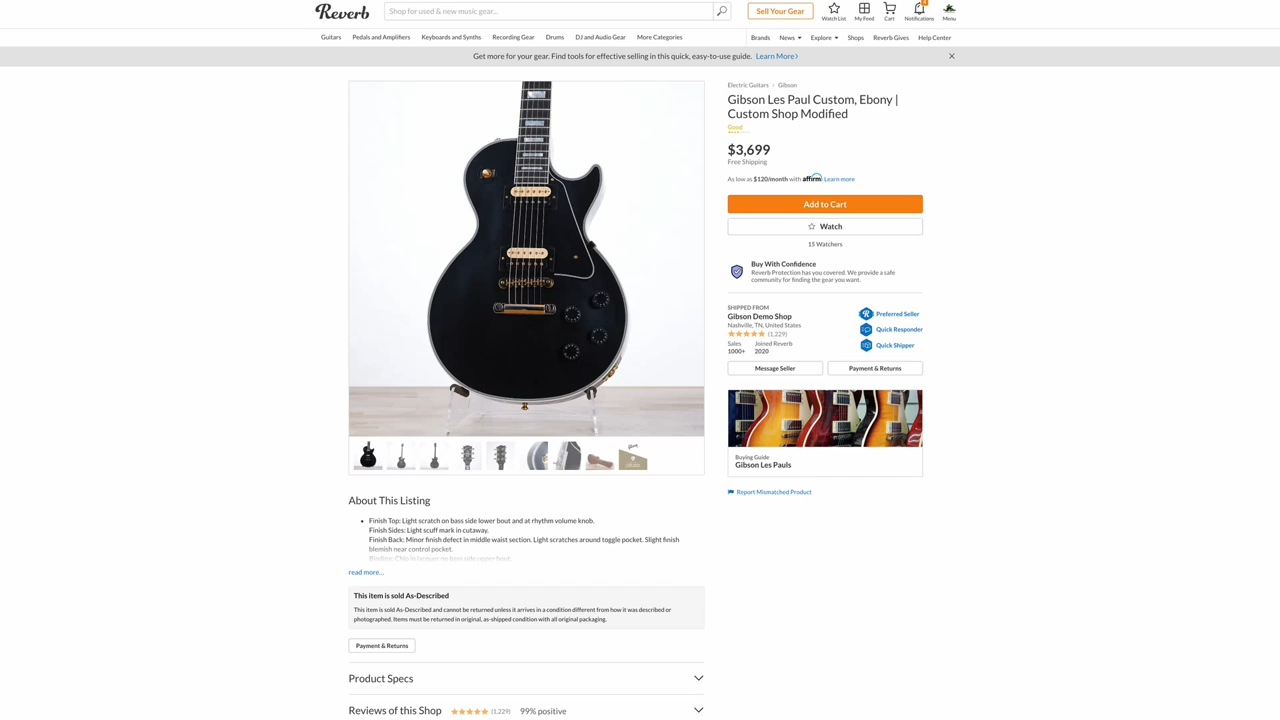 Reverb
Shop for used & new music gear...
Sell Your Gear
Watch List
My Feed
Cart
Notifications
Menu
Guitars
Pedals and Amplifiers
Keyboards and Synths
Recording Gear
Drums
DJ and Audio Gear
More Categories
Brands
News
Explore
Shops
Reverb Gives
Help Center
Get more for your gear. Find tools for effective selling in this quick, easy-to-use guide. Learn More
Electric Guitars
Gibson
Gibson Les Paul Custom, Ebony |
Custom Shop Modified
Good
$3,699
Free Shipping
As low as $120/month with affirm Learn more
Add to Cart
Watch
15 Watchers
Buy With Confidence
Reverb Protection has you covered. We provide a safe
community for finding the gear you want.
SHIPPED FROM
Gibson Demo Shop
Nashville, TN, United States
(1,229)
Sales
Joined Reverb
1000+
2020
Preferred Seller
Quick Responder
Quick Shipper
Message Seller
Payment & Returns
Buying Guide
Gibson Les Pauls
Report Mismatched Product
About This Listing
Finish Top: Light scratch on bass side lower bout and at rhythm volume knob.
Finish Sides: Light scuff mark in cutaway.
Finish Back: Minor finish defect in middle waist section. Light scratches around toggle pocket. Slight finish
blemish near control pocket.
Binding: Chip in lacquer on bass side upper bout.
read more...
This item is sold As-Described
This item is sold As-Described and cannot be returned unless it arrives in a condition different from how it was described or
photographed. Items must be returned in original, as-shipped condition with all original packaging.
Payment & Returns
Product Specs
Reviews of this Shop
(1,229)
99% positive